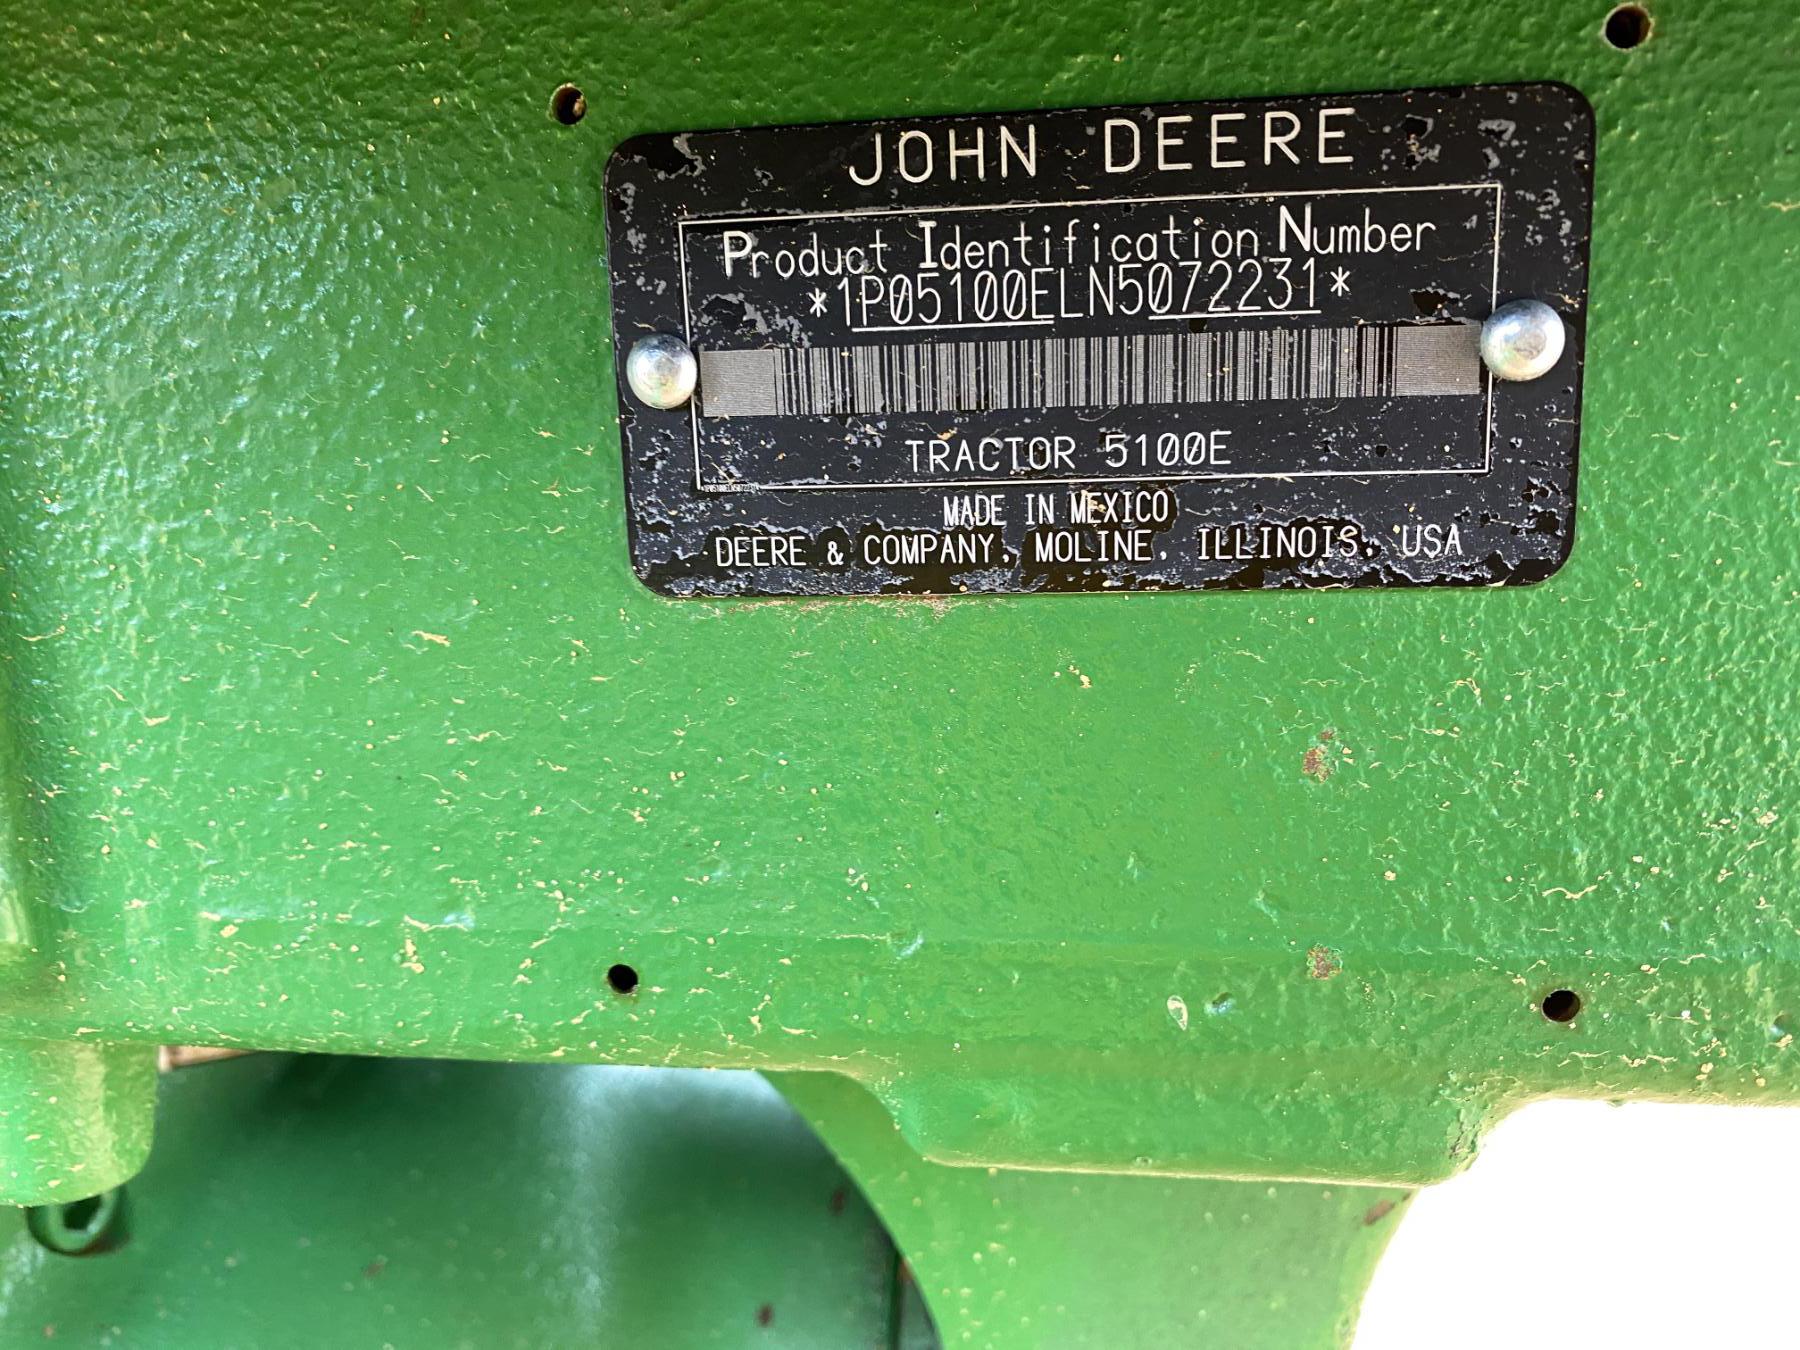 JOHN DEERE
Product Identification Number
*1P05100ELN5072231*
TRACTOR 5100E
MADE IN MEXICO
DEERE & COMPANY, MOLINE, ILLINOIS, USA